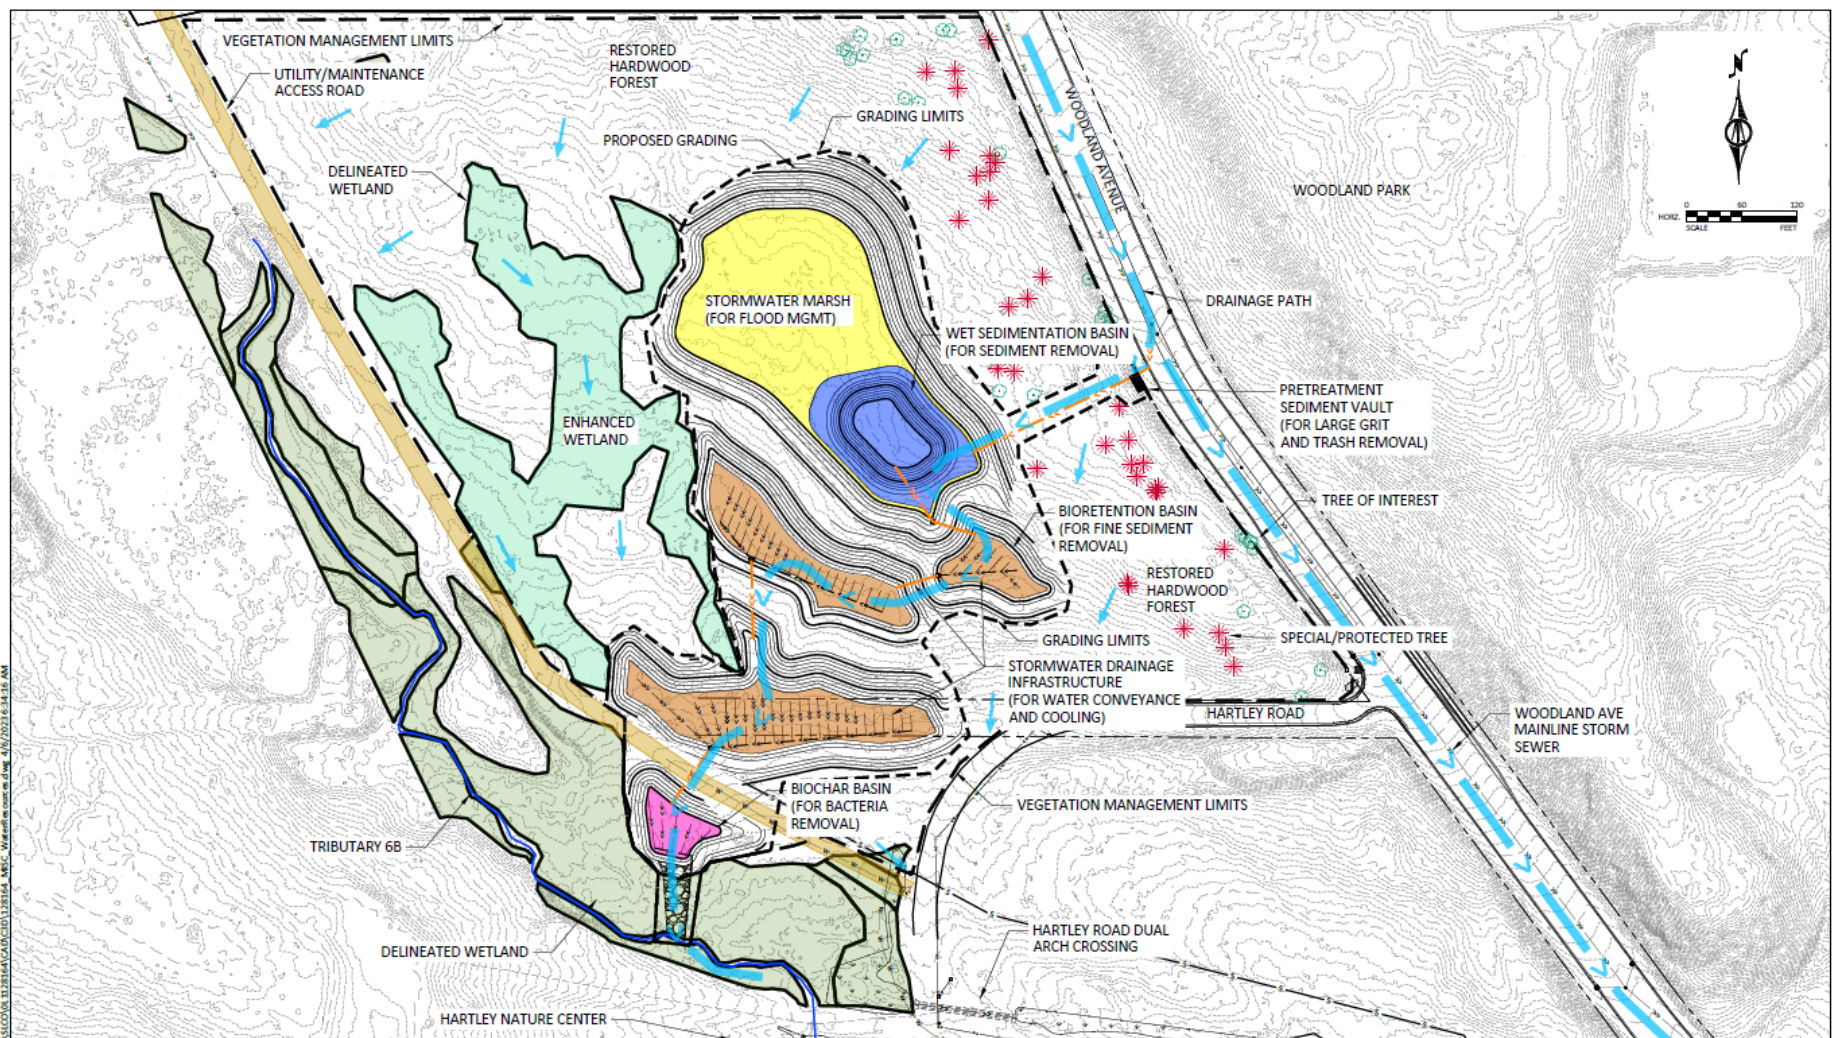 VEGETATION MANAGEMENT LIMITS
UTILITY/MAINTENANCE
ACCESS ROAD
RESTORED
HARDWOOD
FOREST
GRADING LIMITS
PROPOSED GRADING
DELINEATED
WETLAND
WOODLAND AVENUE
WOODLAND PARK
N
0 60 120
HORZ.
SCALE FEET
STORMWATER MARSH
(FOR FLOOD MGMT)
DRAINAGE PATH
WET SEDIMENTATION BASIN
(FOR SEDIMENT REMOVAL)
PRETREATMENT
SEDIMENT VAULT
(FOR LARGE GRIT
AND TRASH REMOVAL)
ENHANCED
WETLAND
TREE OF INTEREST
BIORETENTION BASIN
(FOR FINE SEDIMENT
REMOVAL)
RESTORED
HARDWOOD
FOREST
GRADING LIMITS
SPECIAL/PROTECTED TREE
STORMWATER DRAINAGE
INFRASTRUCTURE
(FOR WATER CONVEYANCE
AND COOLING)
HARTLEY ROAD
WOODLAND AVE
MAINLINE STORM
SEWER
BIOCHAR BASIN
(FOR BACTERIA
REMOVAL)
VEGETATION MANAGEMENT LIMITS
TRIBUTARY 6B
DELINEATED WETLAND
HARTLEY ROAD DUAL
ARCH CROSSING
HARTLEY NATURE CENTER